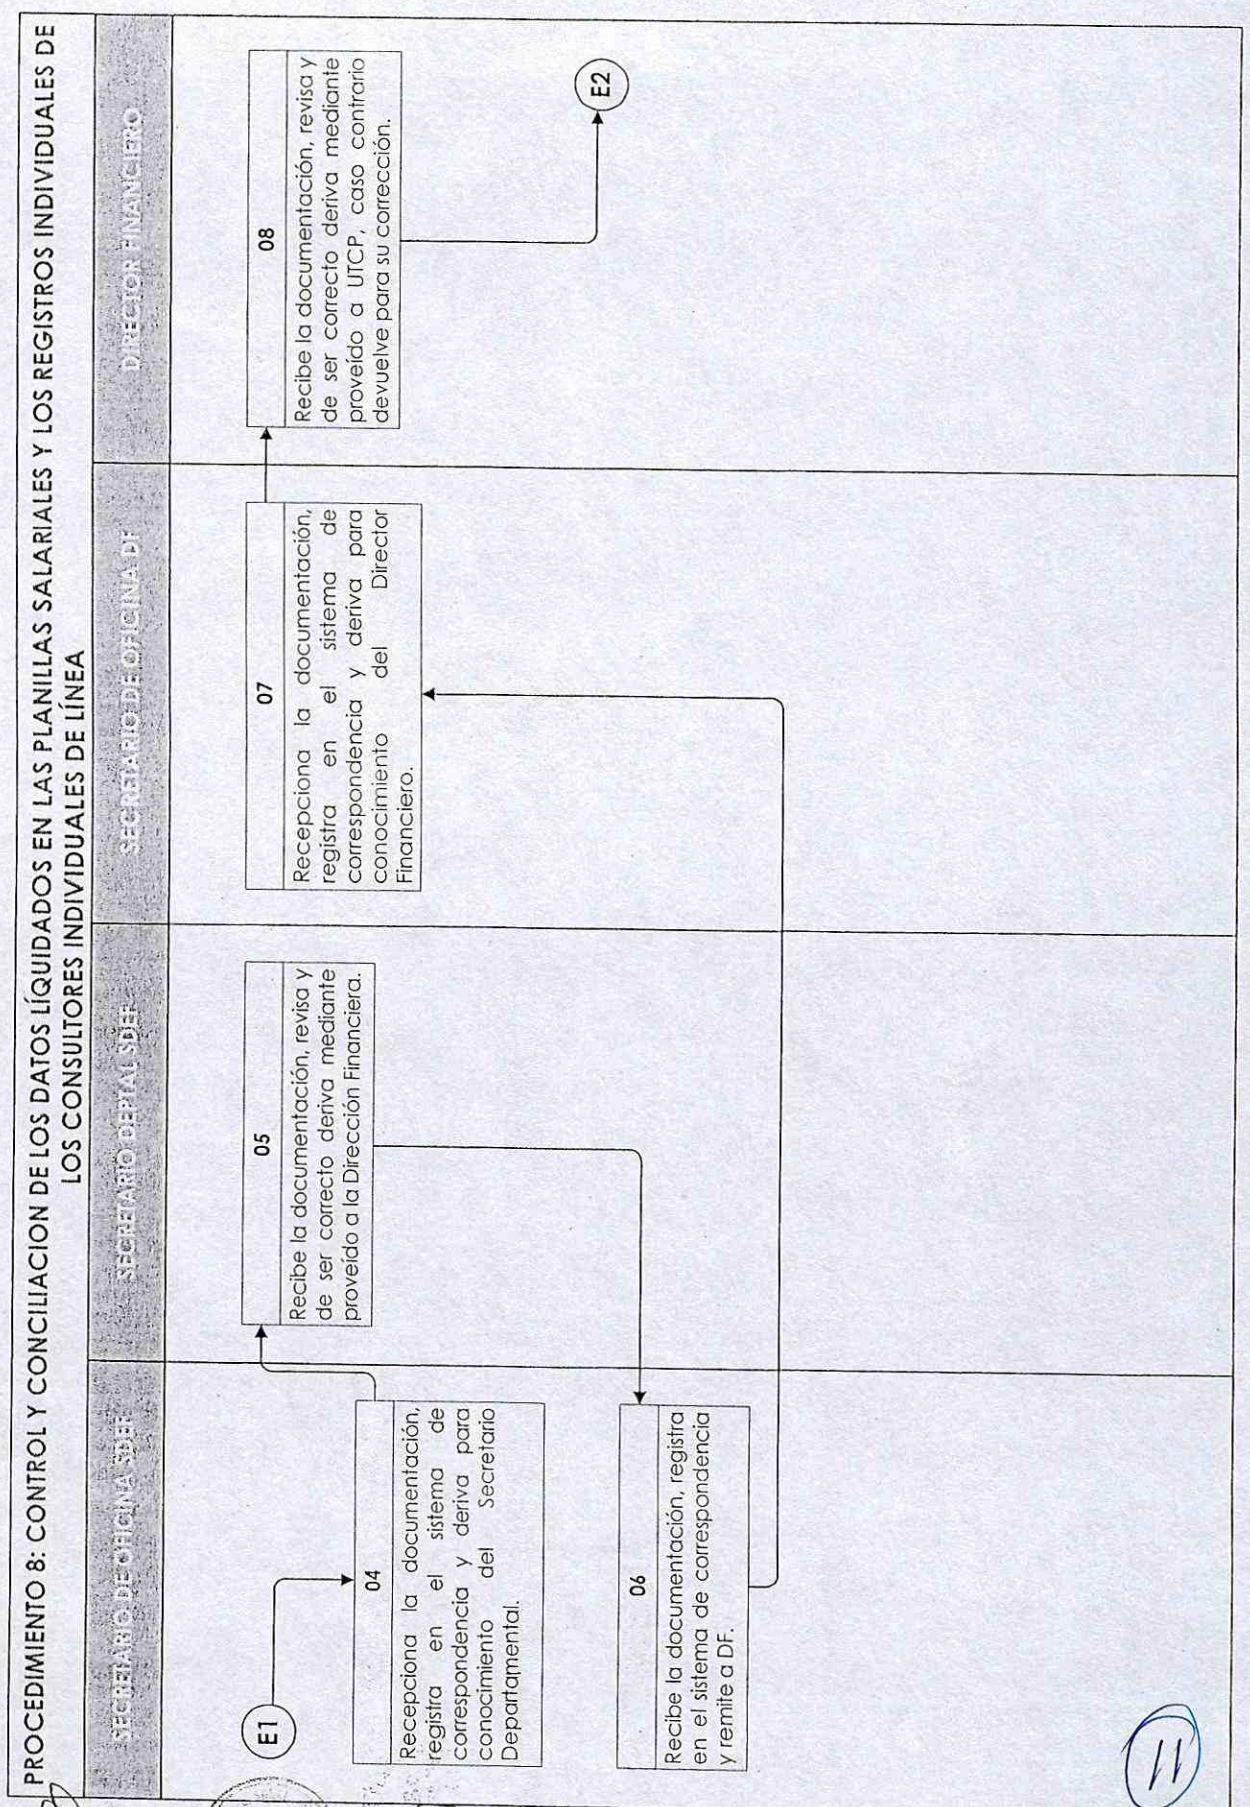 PROCEDIMIENTO 8: CONTROL Y CONCILIACION DE LOS DATOS LÍQUIDADOS EN LAS PLANILLAS SALARIALES Y LOS REGISTROS INDIVIDUALES DE
LOS CONSULTORES INDIVIDUALES DE LÍNEA
SECRETARIO DE OFICINA SDEF
SECRETARIO DEPTAL SDEF
SECRETARIO DE OFICINA DF
DIRECTOR FINANCIERO
E1
04
Recepciona la documentación,
registra en el sistema de
correspondencia y deriva para
conocimiento del Secretario
Departamental.
05
Recibe la documentación, revisa y
de ser correcto deriva mediante
proveído a la Dirección Financiera.
06
Recibe la documentación, registra
en el sistema de correspondencia
y remite a DF.
07
Recepciona la documentación,
registra en el sistema de
correspondencia y deriva para
conocimiento del Director
Financiero.
08
Recibe la documentación, revisa y
de ser correcto deriva mediante
proveído a UTCP, caso contrario
devuelve para su corrección.
E2
11